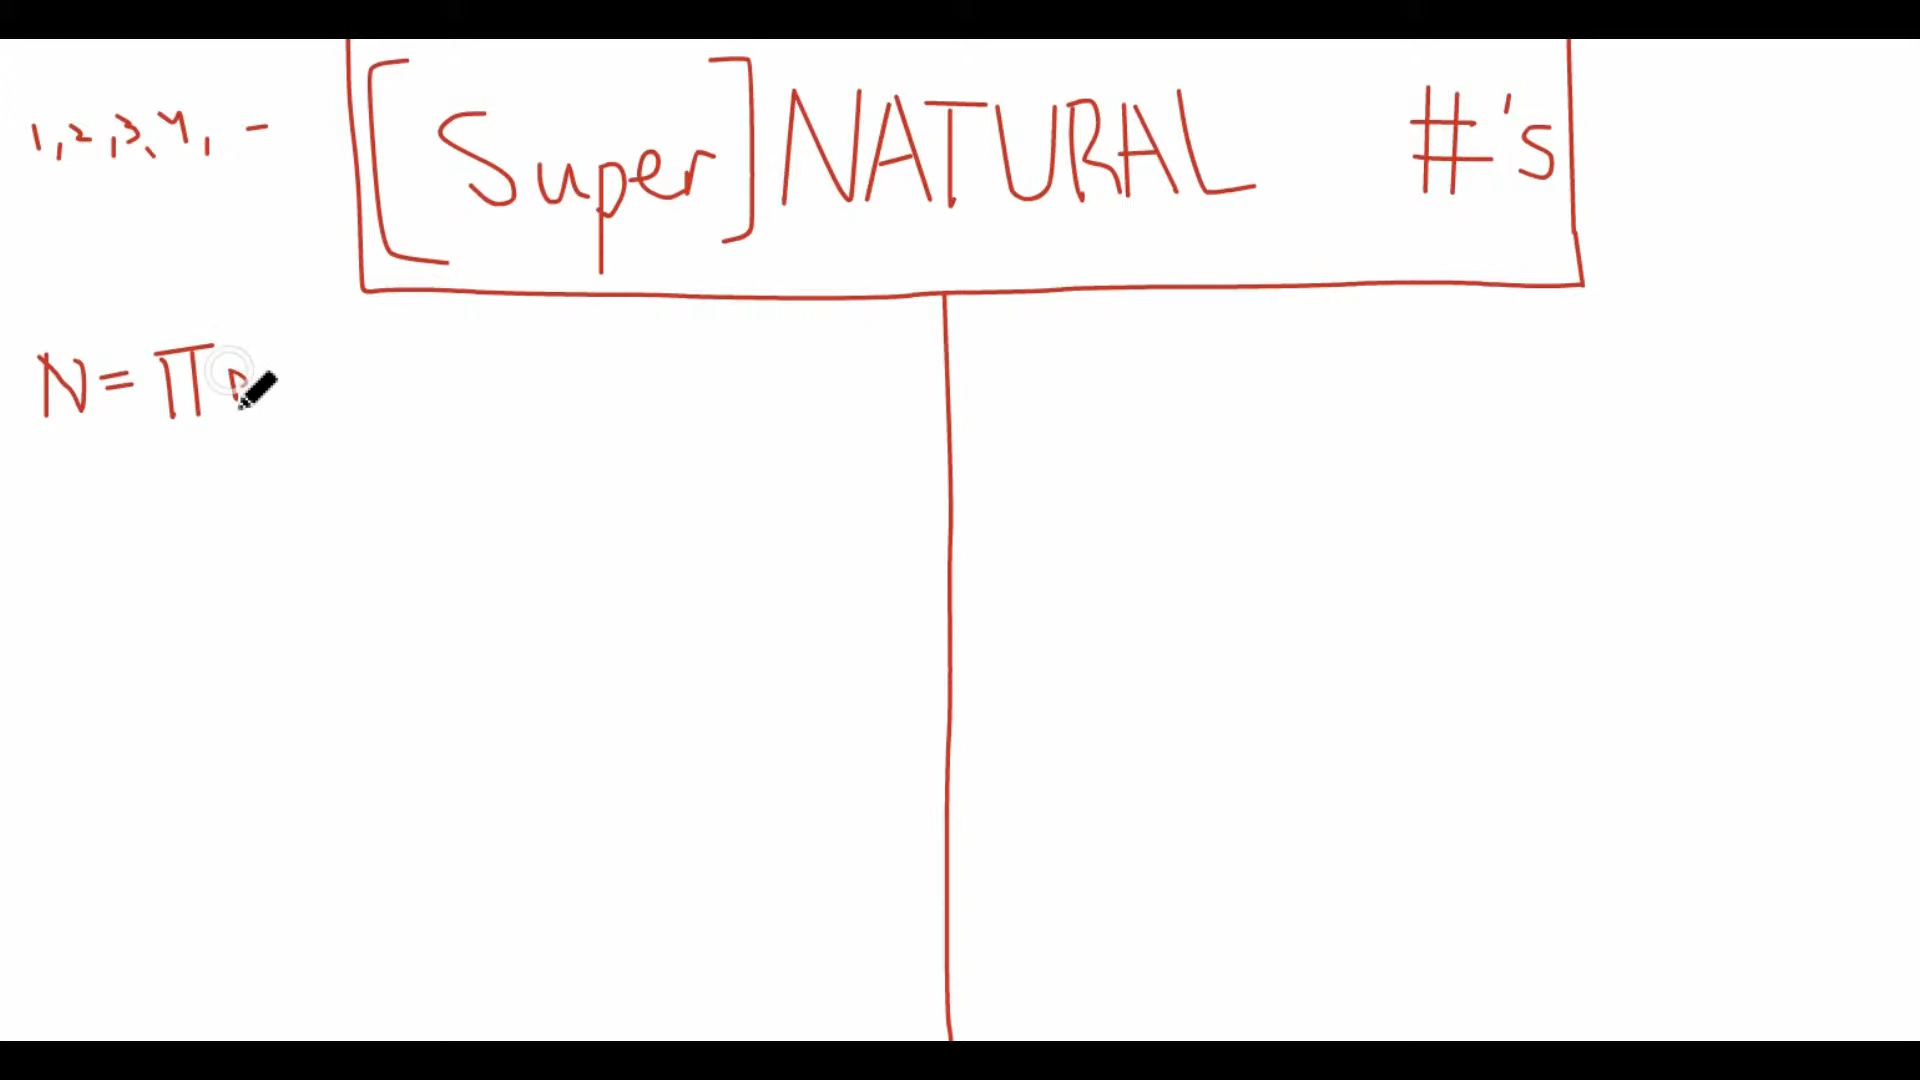 [Super] NATURAL #'s
1, 2, 3, 4, -
N = Π p